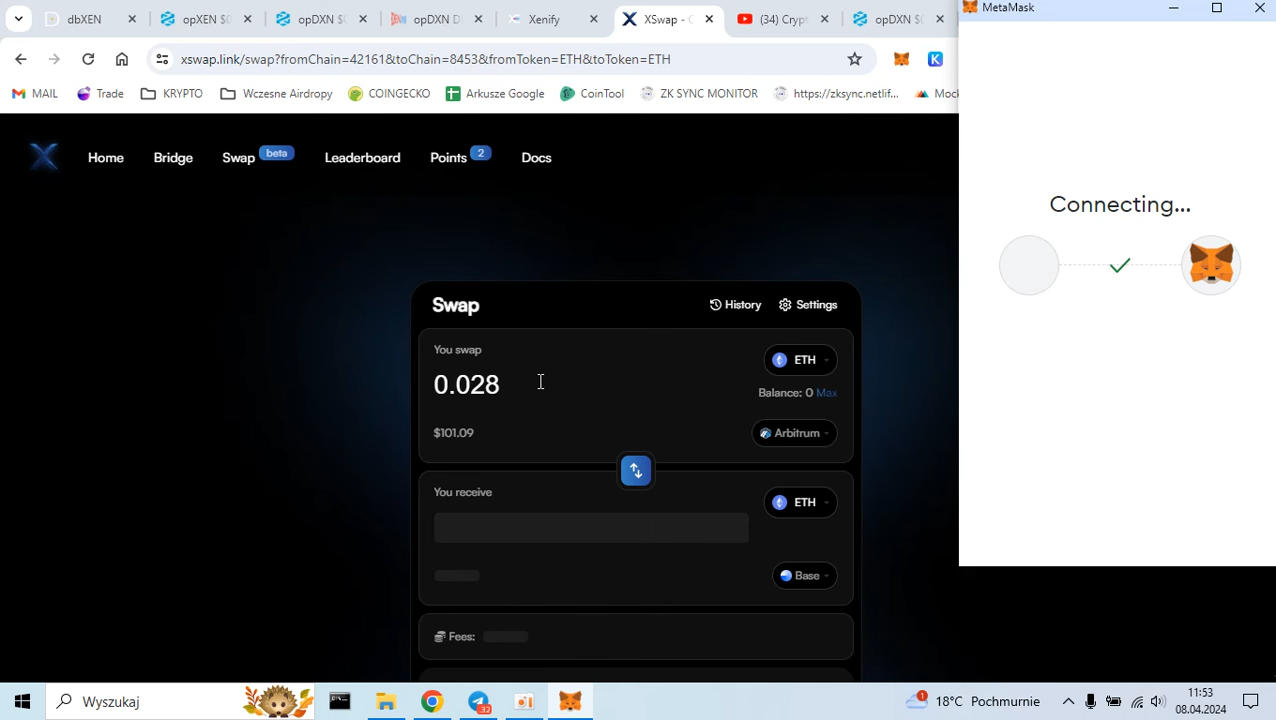 dbXEN
opXEN $0
opDXN $(
opDXN D
Xenify
XSwap - C
(34) Cryp
opDXN $(
MetaMask
xswap.link/swap?fromChain=42161&toChain=8453&fromToken=ETH&toToken=ETH
MAIL
Trade
KRYPTO
Wczesne Airdropy
COINGECKO
Arkusze Google
CoinTool
ZK SYNC MONITOR
https://zksync.netlif...
Mock
Home
Bridge
Swap
beta
Leaderboard
Points
2
Docs
Connecting...
Swap
History
Settings
You swap
ETH
0.028
Balance: 0 Max
$101.09
Arbitrum
You receive
ETH
Base
Fees:
Wyszukaj
32
1
18°C Pochmurnie
11:53
08.04.2024